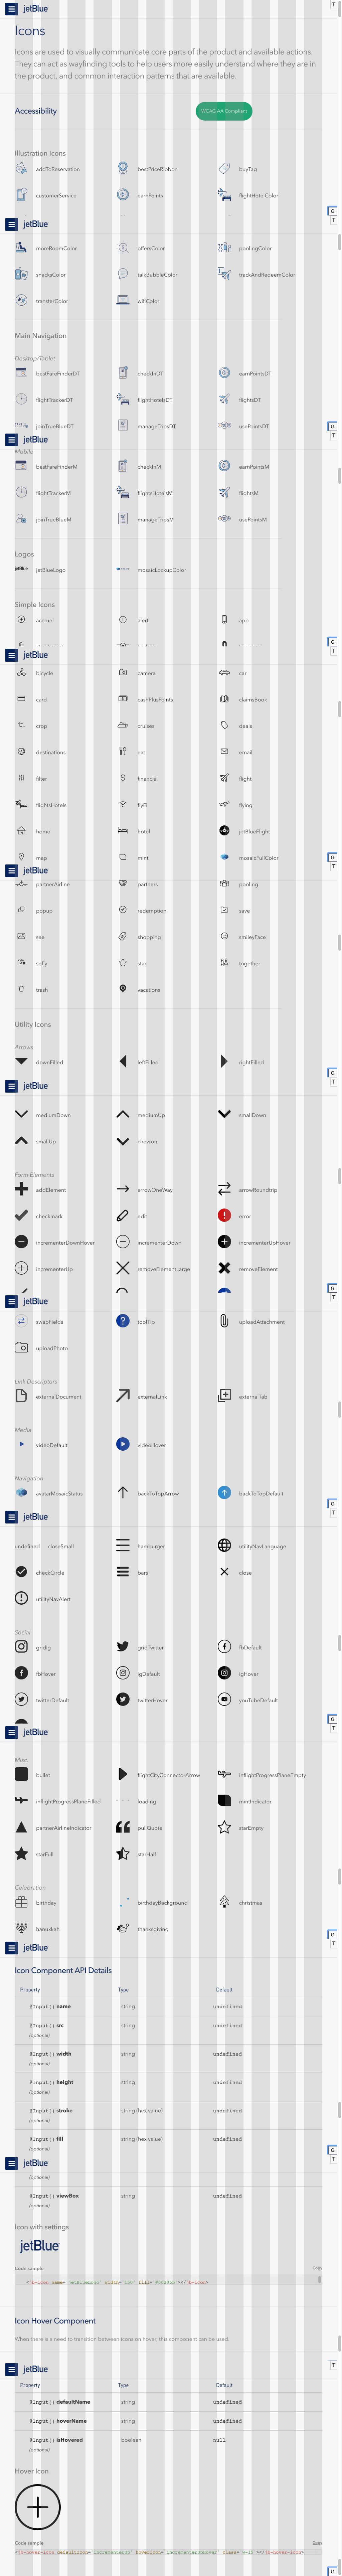 jetBlue
T
Icons
Icons are used to visually communicate core parts of the product and available actions.
They can act as wayfinding tools to help users more easily understand where they are in
the product, and common interaction patterns that are available.
Accessibility
WCAG AA Compliant
Illustration Icons
addToReservation bestPriceRibbon buyTag
customerService earnPoints flightHotelColor
G
jetBlue
T
moreRoomColor offersColor poolingColor
snacksColor talkBubbleColor trackAndRedeemColor
transferColor wifiColor
Main Navigation
Desktop/Tablet
bestFareFinderDT checkInDT earnPointsDT
flightTrackerDT flightHotelsDT flightsDT
joinTrueBlueDT manageTripsDT usePointsDT
G
jetBlue
T
Mobile
bestFareFinderM checkInM earnPointsM
flightTrackerM flightsHotelsM flightsM
joinTrueBlueM manageTripsM usePointsM
Logos
jetBlue jetBlueLogo mosaicLockupColor
Simple Icons
accrual alert app
G
jetBlue
T
bicycle camera car
card cashPlusPoints claimsBook
crop cruises deals
destinations eat email
filter financial flight
flightsHotels flyFi flying
home hotel jetBlueFlight
map mint mosaicFullColor
G
jetBlue
T
partnerAirline partners pooling
popup redemption save
see shopping smileyFace
softy star together
trash vacations
Utility Icons
Arrows
downFilled leftFilled rightFilled
G
jetBlue
T
mediumDown mediumUp smallDown
smallUp chevron
Form Elements
addElement arrowOneWay arrowRoundtrip
checkmark edit error
incrementerDownHover incrementerDown incrementerUpHover
incrementerUp removeElementLarge removeElement
G
jetBlue
T
swapFields toolTip uploadAttachment
uploadPhoto
Link Descriptors
externalDocument externalLink externalTab
Media
videoDefault videoHover
Navigation
avatarMosaicStatus backToTopArrow backToTopDefault
G
jetBlue
T
undefined closeSmall hamburger utilityNavLanguage
checkCircle bars close
utilityNavAlert
Social
gridIg gridTwitter fbDefault
fbHover igDefault igHover
twitterDefault twitterHover youTubeDefault
G
jetBlue
T
Misc
bullet flightCityConnectorArrow inflightProgressPlaneEmpty
inflightProgressPlaneFilled loading mintIndicator
partnerAirlineIndicator pullQuote starEmpty
starFull starHalf
Celebration
birthday birthdayBackground christmas
hanukkah thanksgiving
G
jetBlue
T
Icon Component API Details
Property Type Default
@Input() name string undefined
@Input() src string undefined
(optional)
@Input() width string undefined
(optional)
@Input() height string undefined
(optional)
@Input() stroke string (hex value) undefined
(optional)
@Input() fill string (hex value) undefined
(optional)
G
jetBlue
T
(optional)
@Input() viewBox string undefined
(optional)
Icon with settings
jetBlue
Code sample
Icon Hover Component
When there is a need to transition between icons on hover, this component can be used.
jetBlue
T
Property Type Default
@Input() defaultName string undefined
@Input() hoverName string undefined
@Input() isHovered boolean null
(optional)
Hover Icon
Code sample
G